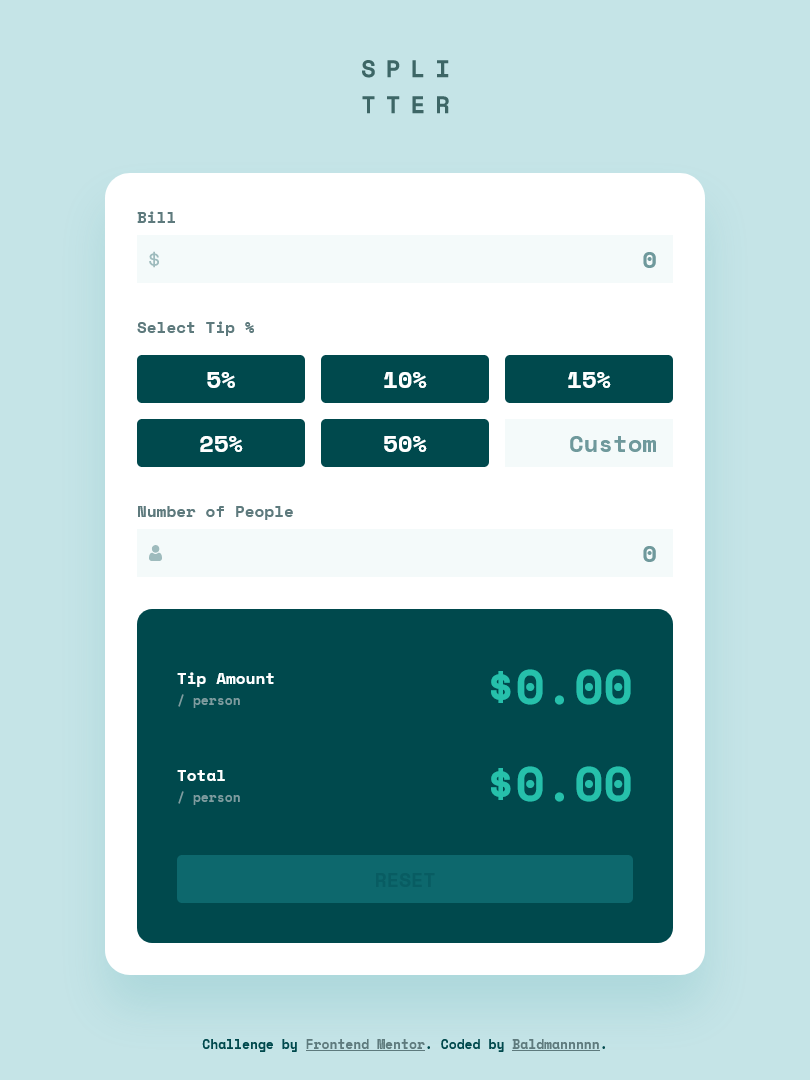 SPLI
TTER
Bill
$ 0
Select Tip %
5% 10% 15%
25% 50% Custom
Number of People
0
Tip Amount
/ person
$0.00
Total
/ person
$0.00
RESET
Challenge by Frontend Mentor. Coded by Baldmannnnn.